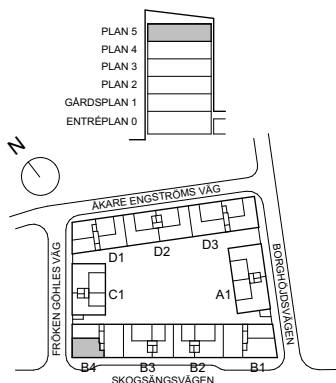 PLAN 5
PLAN 4
PLAN 3
PLAN 2
GÅRDSPLAN 1
ENTRÉPLAN 0
N
ÅKARE ENGSTRÖMS VÄG
FRÖKEN GÖHLES VÄG
BORGHÖJDSVÄGEN
D1
D2
D3
C1
A1
B4
B3
B2
B1
SKOGSÄNGSVÄGEN